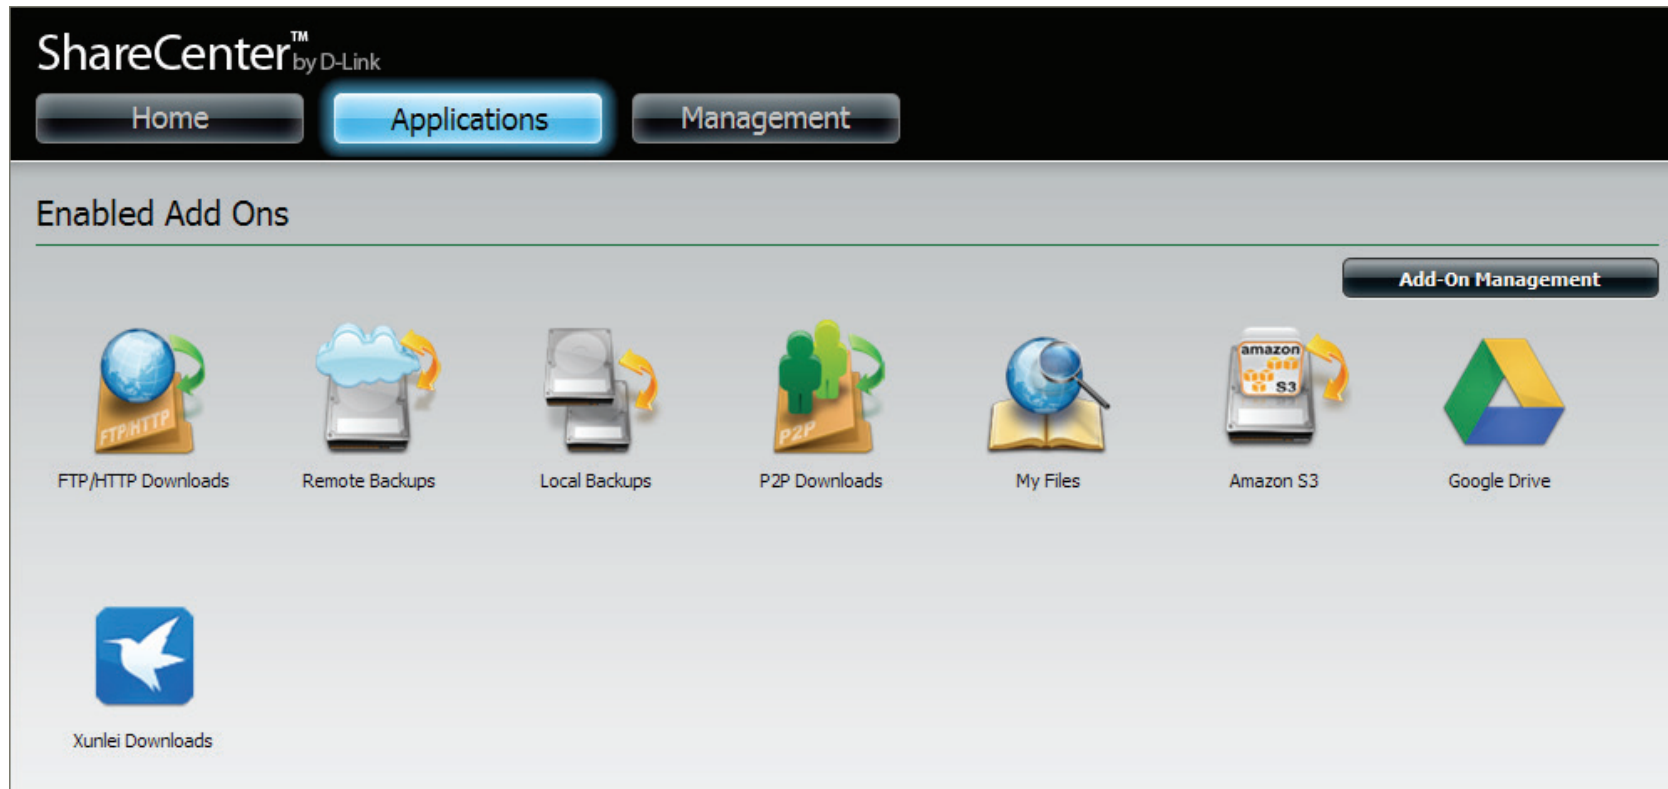 ShareCenter™ by D-Link
Home Applications Management
Enabled Add Ons
Add-On Management
FTP/HTTP
P2P
amazon
S3
FTP/HTTP Downloads Remote Backups Local Backups P2P Downloads My Files Amazon S3 Google Drive
Xunlei Downloads